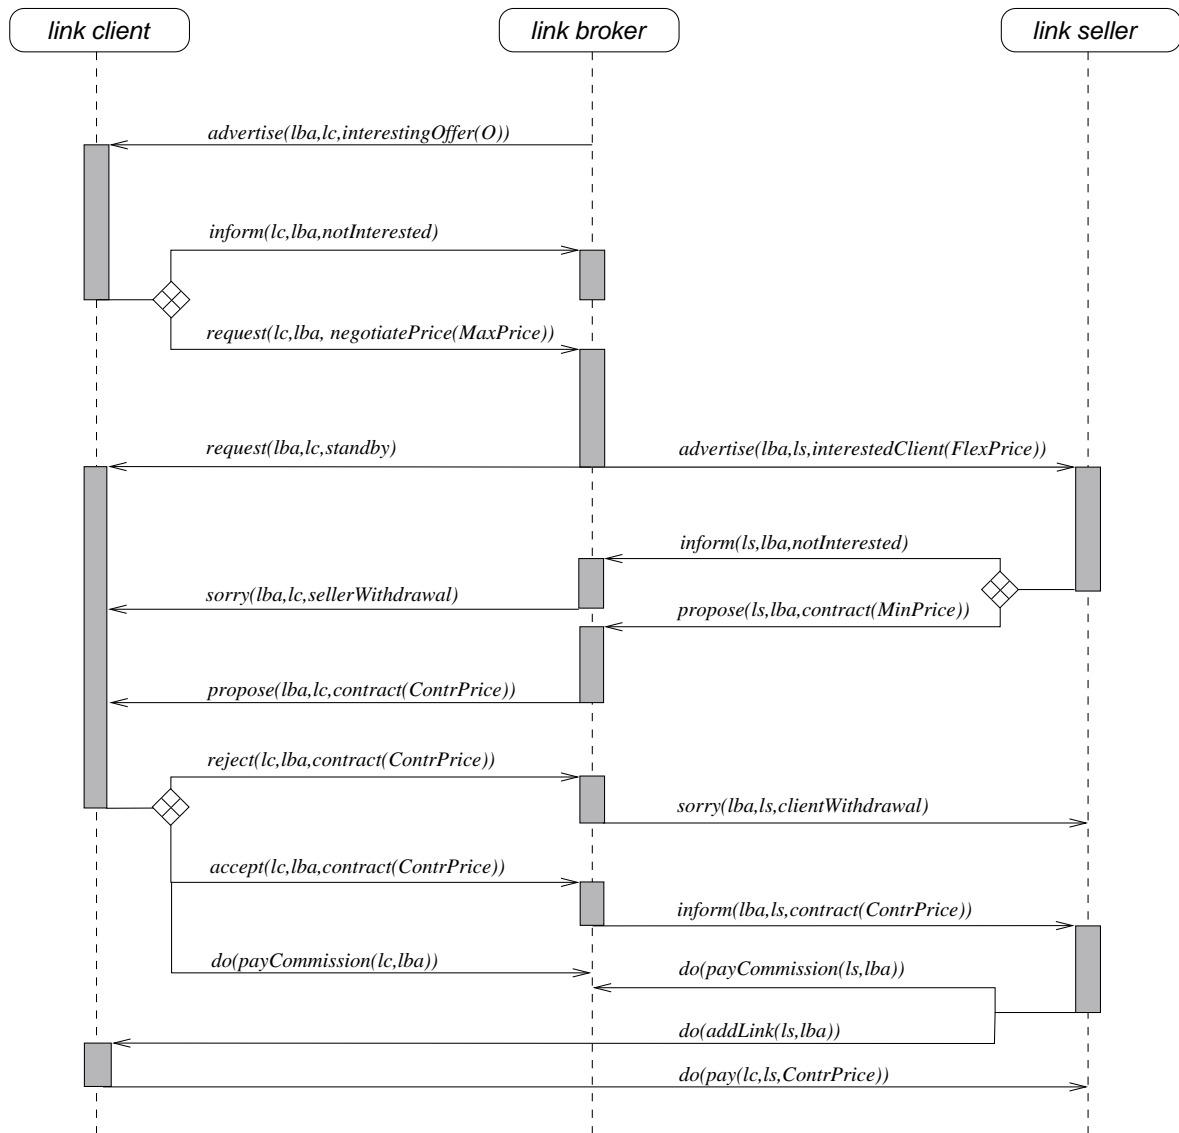 link client
link broker
link seller
advertise(lba,lc,interestingOffer(O))
inform(lc,lba,notInterested)
request(lc,lba, negotiatePrice(MaxPrice))
request(lba,lc,standby)
advertise(lba,ls,interestedClient(FlexPrice))
inform(ls,lba,notInterested)
sorry(lba,lc,sellerWithdrawal)
propose(ls,lba,contract(MinPrice))
propose(lba,lc,contract(ContrPrice))
reject(lc,lba,contract(ContrPrice))
sorry(lba,ls,clientWithdrawal)
accept(lc,lba,contract(ContrPrice))
inform(lba,ls,contract(ContrPrice))
do(payCommission(lc,lba))
do(payCommission(ls,lba))
do(addLink(ls,lba))
do(pay(lc,ls,ContrPrice))